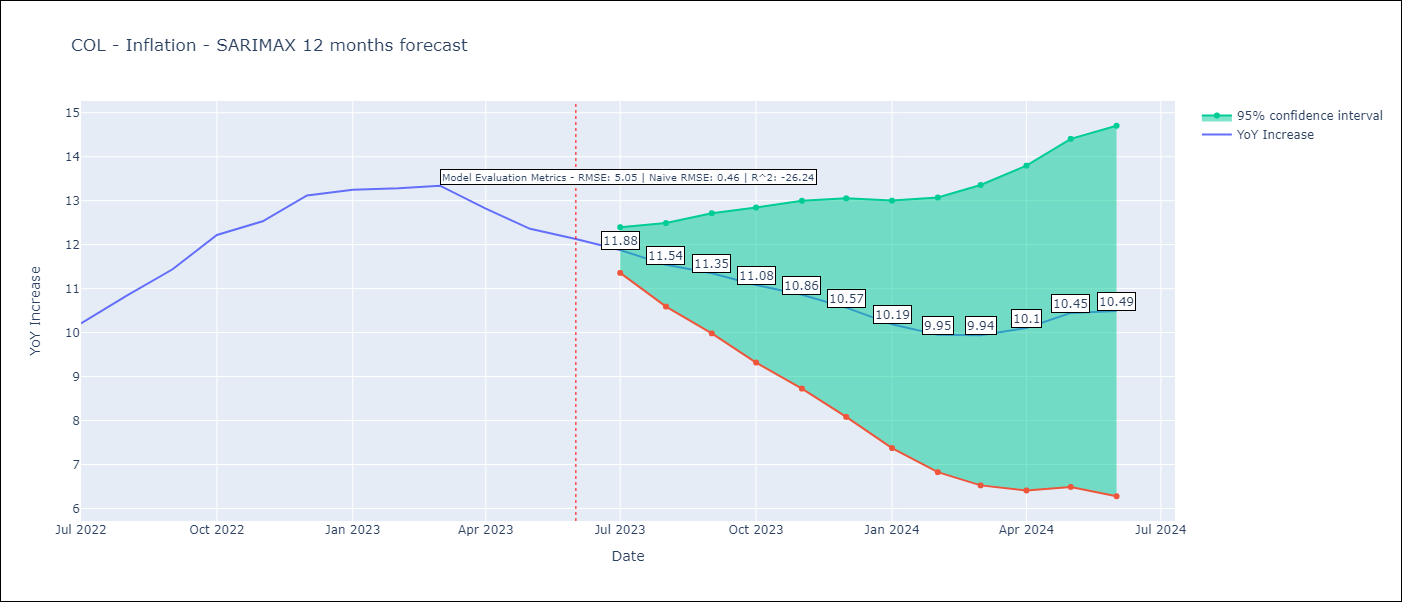 COL - Inflation - SARIMAX 12 months forecast
95% confidence interval
YoY Increase
Model Evaluation Metrics - RMSE: 5.05 | Naive RMSE: 0.46 | R^2: -26.24
15
14
13
12
11
10
9
8
7
6
YoY Increase
11.88
11.54
11.35
11.08
10.86
10.57
10.19
9.95
9.94
10.1
10.45
10.49
Jul 2022
Oct 2022
Jan 2023
Apr 2023
Jul 2023
Oct 2023
Jan 2024
Apr 2024
Jul 2024
Date